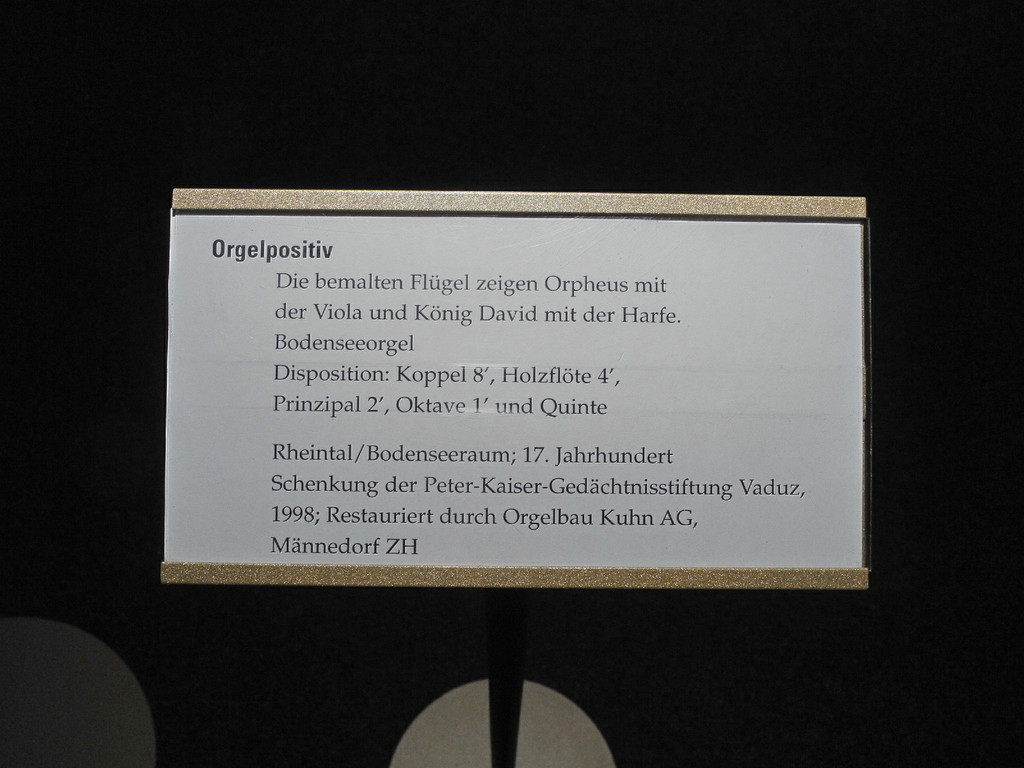 Orgelpositiv
Die bemalten Flügel zeigen Orpheus mit
der Viola und König David mit der Harfe.
Bodenseeorgel
Disposition: Koppel 8′, Holzflöte 4′,
Prinzipal 2′, Oktave 1′ und Quinte
Rheintal/Bodenseeraum; 17. Jahrhundert
Schenkung der Peter-Kaiser-Gedächtnisstiftung Vaduz,
1998; Restauriert durch Orgelbau Kuhn AG,
Männedorf ZH